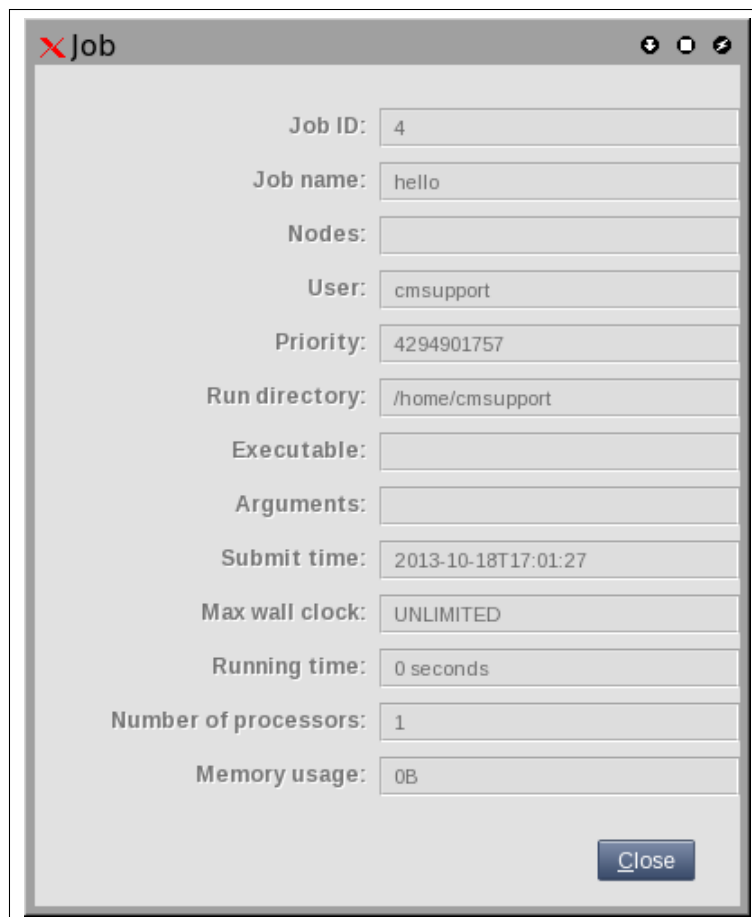 Job
Job ID: 4
Job name: hello
Nodes:
User: cmsupport
Priority: 4294901757
Run directory: /home/cmsupport
Executable:
Arguments:
Submit time: 2013-10-18T17:01:27
Max wall clock: UNLIMITED
Running time: 0 seconds
Number of processors: 1
Memory usage: 0B
Close